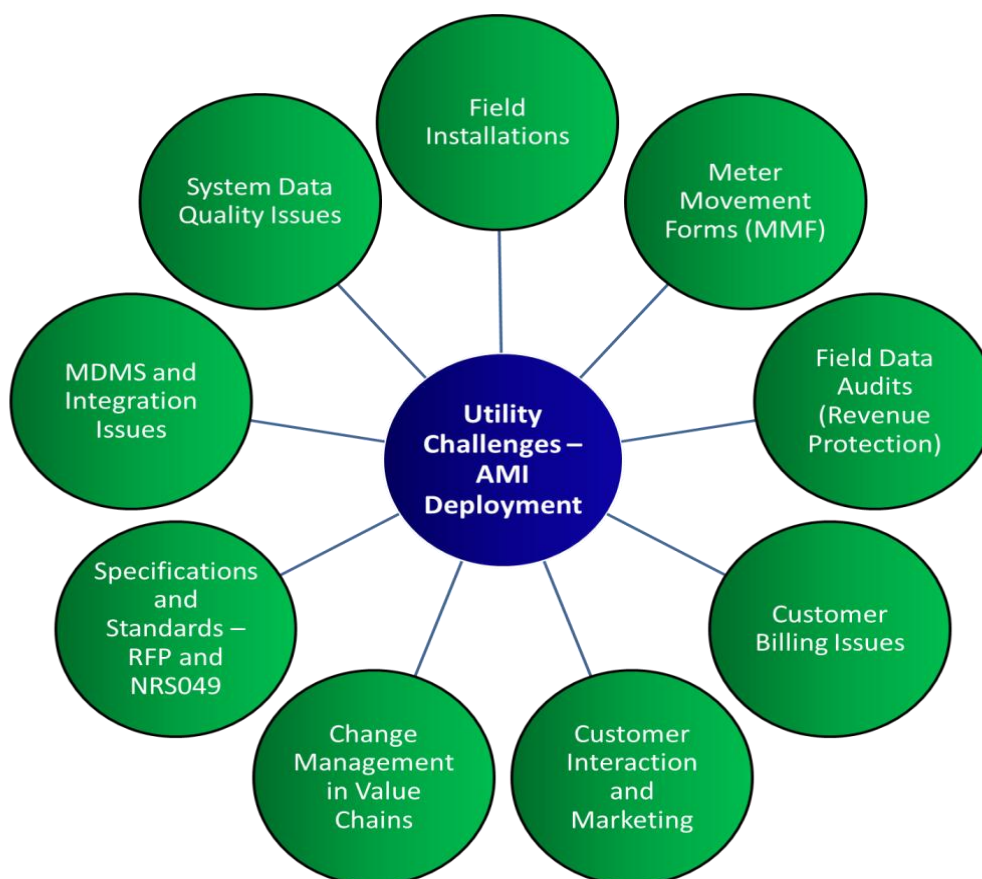 Field
Installations
Meter
Movement
Forms (MMF)
Field Data
Audits
(Revenue
Protection)
Customer
Billing Issues
Customer
Interaction
and
Marketing
Change
Management
in Value
Chains
Specifications
and
Standards –
RFP and
NRS049
MDMS and
Integration
Issues
System Data
Quality Issues
Utility
Challenges –
AMI
Deployment